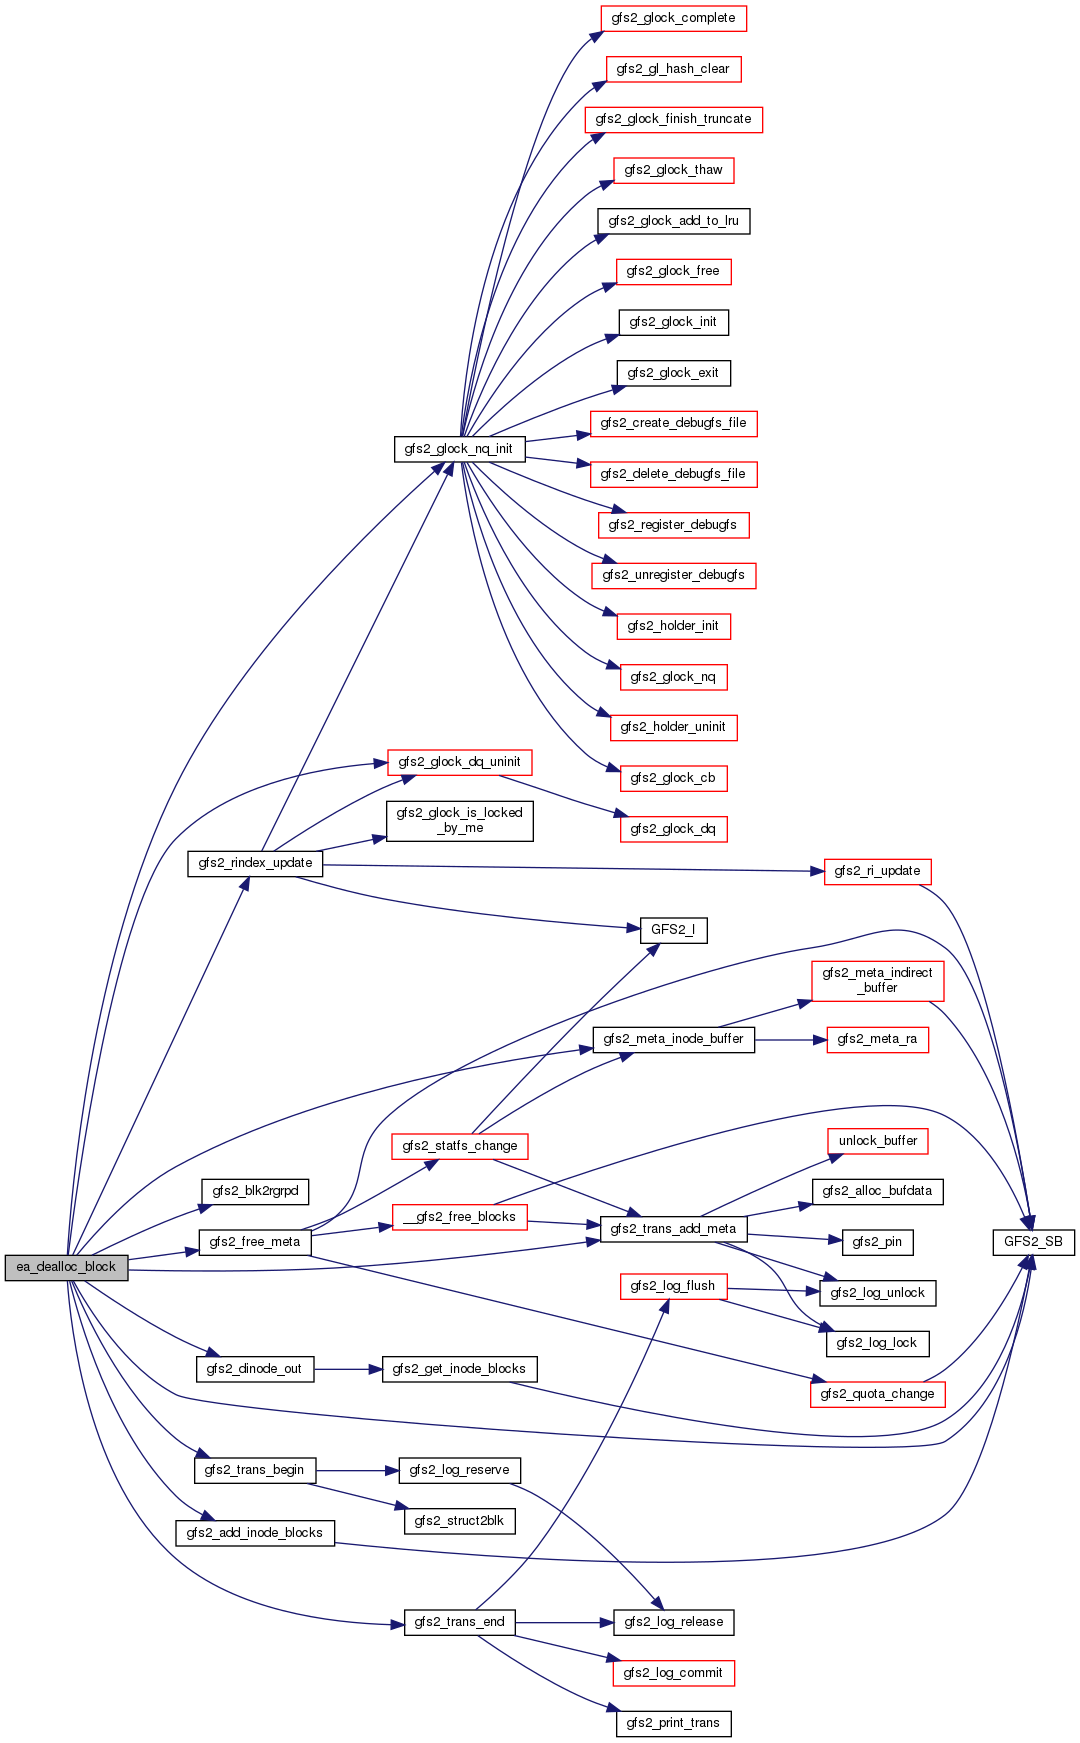 gfs2_glock_complete
gfs2_gl_hash_clear
gfs2_glock_finish_truncate
gfs2_glock_thaw
gfs2_glock_add_to_lru
gfs2_glock_free
gfs2_glock_init
gfs2_glock_exit
gfs2_create_debugfs_file
gfs2_glock_nq_init
gfs2_delete_debugfs_file
gfs2_register_debugfs
gfs2_unregister_debugfs
gfs2_holder_init
gfs2_glock_nq
gfs2_holder_uninit
gfs2_glock_dq_uninit
gfs2_glock_cb
gfs2_glock_is_locked
_by_me
gfs2_glock_dq
gfs2_rindex_update
gfs2_ri_update
GFS2_I
gfs2_meta_indirect
_buffer
gfs2_meta_inode_buffer
gfs2_meta_ra
gfs2_statfs_change
unlock_buffer
gfs2_blk2rgrpd
gfs2_alloc_bufdata
__gfs2_free_blocks
gfs2_trans_add_meta
gfs2_free_meta
gfs2_pin
GFS2_SB
ea_dealloc_block
gfs2_log_flush
gfs2_log_unlock
gfs2_log_lock
gfs2_dinode_out
gfs2_get_inode_blocks
gfs2_quota_change
gfs2_trans_begin
gfs2_log_reserve
gfs2_struct2blk
gfs2_add_inode_blocks
gfs2_trans_end
gfs2_log_release
gfs2_log_commit
gfs2_print_trans